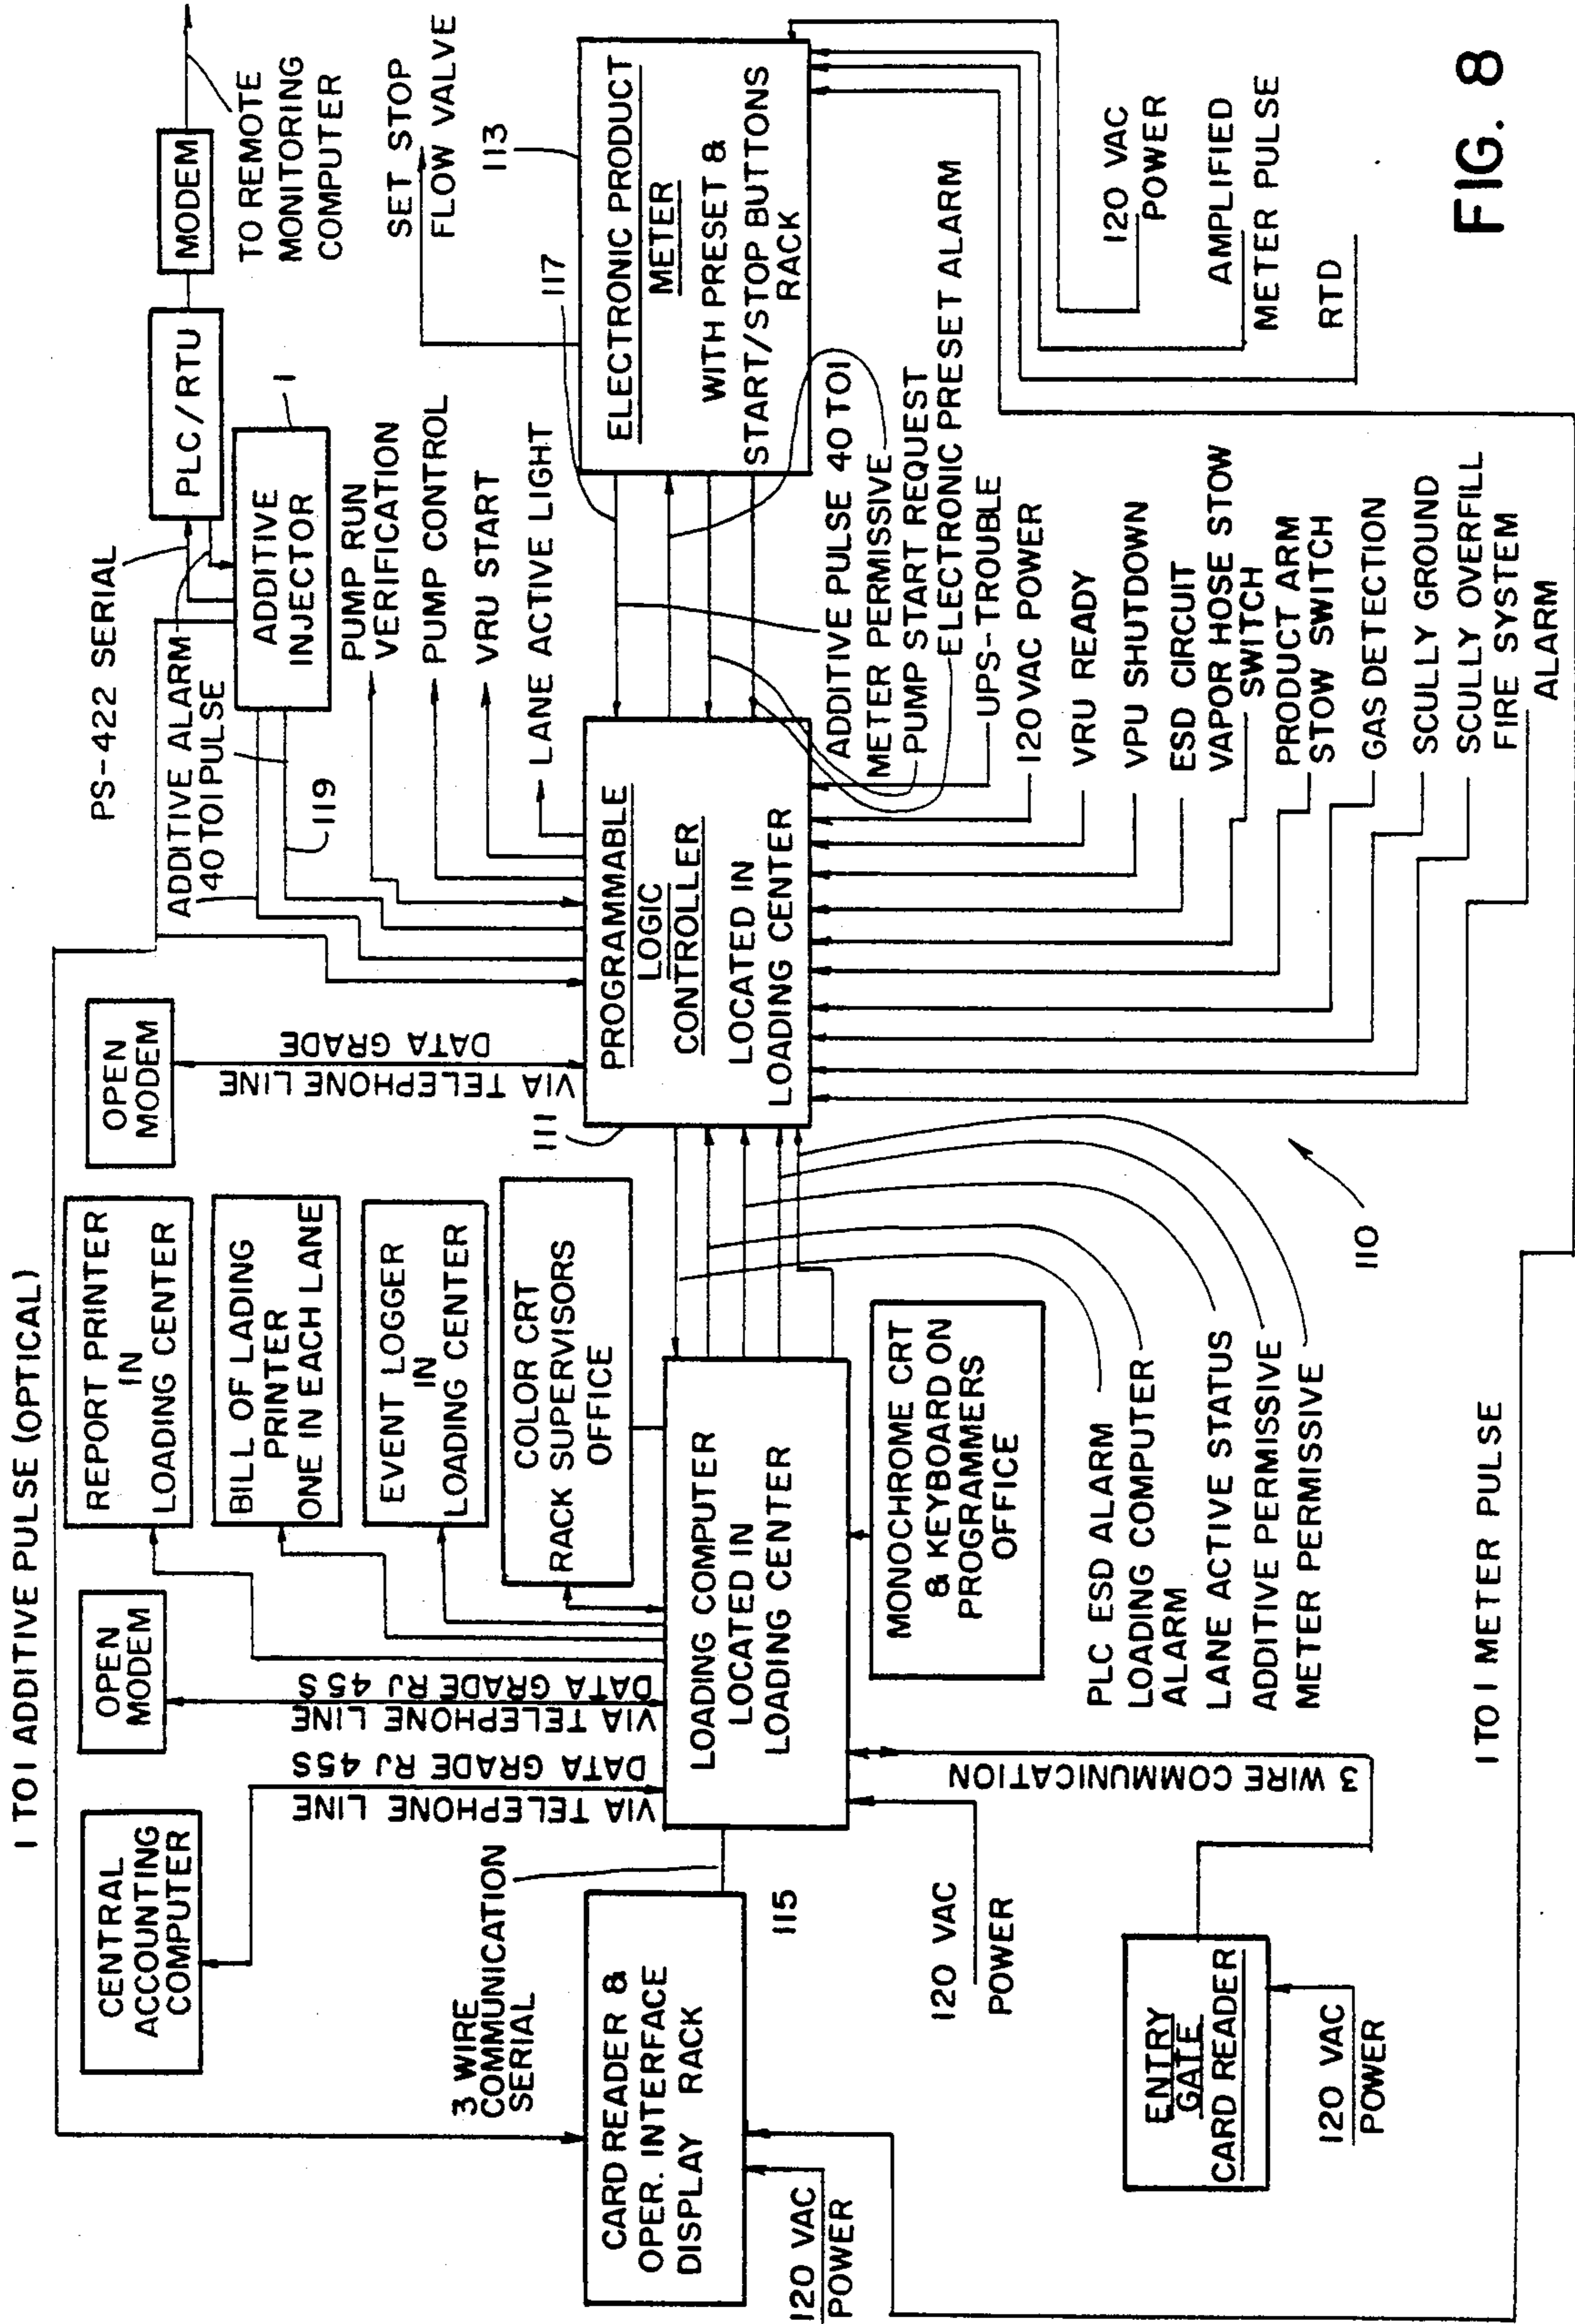 1 TO 1 ADDITIVE PULSE (OPTICAL)
CENTRAL
ACCOUNTING
COMPUTER
OPEN
MODEM
REPORT PRINTER
IN
LOADING CENTER
BILL OF LADING
PRINTER
ONE IN EACH LANE
EVENT LOGGER
IN
LOADING CENTER
COLOR CRT
RACK SUPERVISORS
OFFICE
VIA TELEPHONE LINE
DATA GRADE RJ 45S
VIA TELEPHONE LINE
DATA GRADE RJ 45S
3 WIRE
COMMUNICATION
SERIAL
CARD READER &
OPER. INTERFACE
DISPLAY RACK
115
120 VAC
POWER
LOADING COMPUTER
LOCATED IN
LOADING CENTER
120 VAC
POWER
3 WIRE COMMUNICATION
ENTRY
GATE
CARD READER
120 VAC
POWER
MONOCHROME CRT
& KEYBOARD ON
PROGRAMMERS
OFFICE
PLC ESD ALARM
LOADING COMPUTER
ALARM
LANE ACTIVE STATUS
ADDITIVE PERMISSIVE
METER PERMISSIVE
1 TO 1 METER PULSE
OPEN
MODEM
VIA TELEPHONE LINE
DATA GRADE
111
PROGRAMMABLE
LOGIC
CONTROLLER
LOCATED IN
LOADING CENTER
110
PS-422 SERIAL
ADDITIVE ALARM
40 TO 1 PULSE
119
PLC/RTU
MODEM
TO REMOTE
MONITORING
COMPUTER
ADDITIVE
INJECTOR
1
PUMP RUN
VERIFICATION
PUMP CONTROL
VRU START
LANE ACTIVE LIGHT
SET STOP
FLOW VALVE
113
117
ELECTRONIC PRODUCT
METER
WITH PRESET &
START/STOP BUTTONS
RACK
ADDITIVE PULSE 40 TO 1
METER PERMISSIVE
PUMP START REQUEST
ELECTRONIC PRESET ALARM
UPS-TROUBLE
120 VAC POWER
VRU READY
VPU SHUTDOWN
ESD CIRCUIT
VAPOR HOSE STOW
SWITCH
PRODUCT ARM
STOW SWITCH
GAS DETECTION
SCULLY GROUND
SCULLY OVERFILL
FIRE SYSTEM
ALARM
120 VAC
POWER
AMPLIFIED
METER PULSE
RTD
FIG. 8